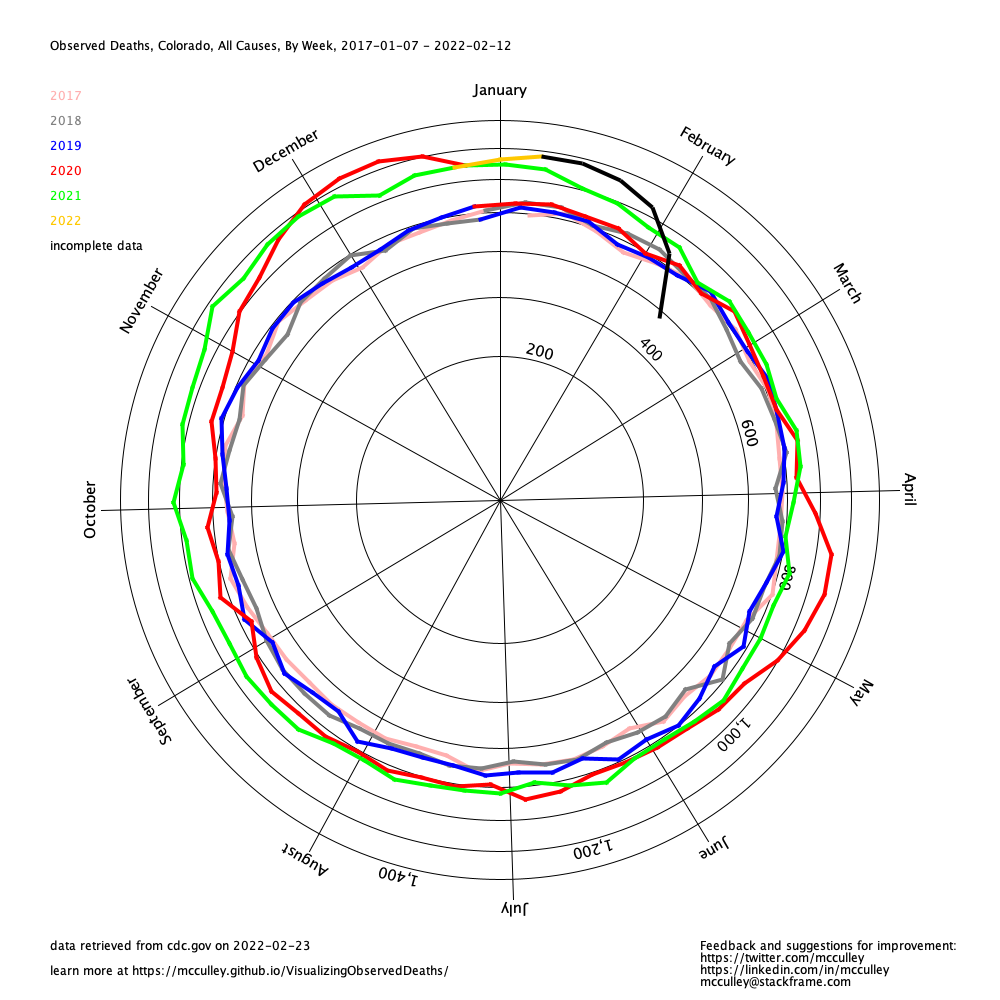 Observed Deaths, Colorado, All Causes, By Week, 2017-01-07 - 2022-02-12
2017
2018
2019
2020
2021
2022
incomplete data
January
February
March
April
May
June
July
August
September
October
November
December
200
400
600
800
1,000
1,200
1,400
data retrieved from cdc.gov on 2022-02-23
learn more at https://mcculley.github.io/VisualizingObservedDeaths/
Feedback and suggestions for improvement:
https://twitter.com/mcculley
https://linkedin.com/in/mcculley
mcculley@stackframe.com